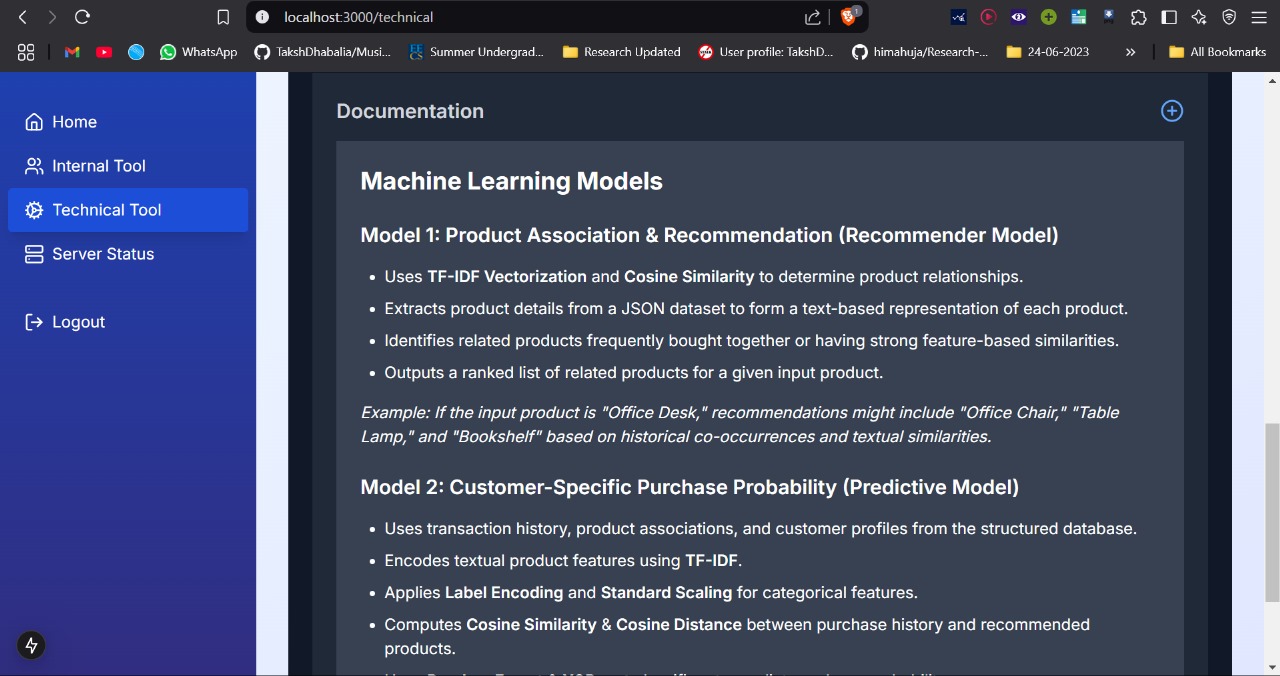 localhost:3000/technical
1
WhatsApp
TakshDhabalia/Musi...
Summer Undergrad...
Research Updated
User profile: TakshD...
himahuja/Research-...
24-06-2023
»
All Bookmarks
Home
Internal Tool
Technical Tool
Server Status
Logout
Documentation
Machine Learning Models
Model 1: Product Association & Recommendation (Recommender Model)
• Uses TF-IDF Vectorization and Cosine Similarity to determine product relationships.
• Extracts product details from a JSON dataset to form a text-based representation of each product.
• Identifies related products frequently bought together or having strong feature-based similarities.
• Outputs a ranked list of related products for a given input product.
Example: If the input product is "Office Desk," recommendations might include "Office Chair," "Table
Lamp," and "Bookshelf" based on historical co-occurrences and textual similarities.
Model 2: Customer-Specific Purchase Probability (Predictive Model)
• Uses transaction history, product associations, and customer profiles from the structured database.
• Encodes textual product features using TF-IDF.
• Applies Label Encoding and Standard Scaling for categorical features.
• Computes Cosine Similarity & Cosine Distance between purchase history and recommended
products.